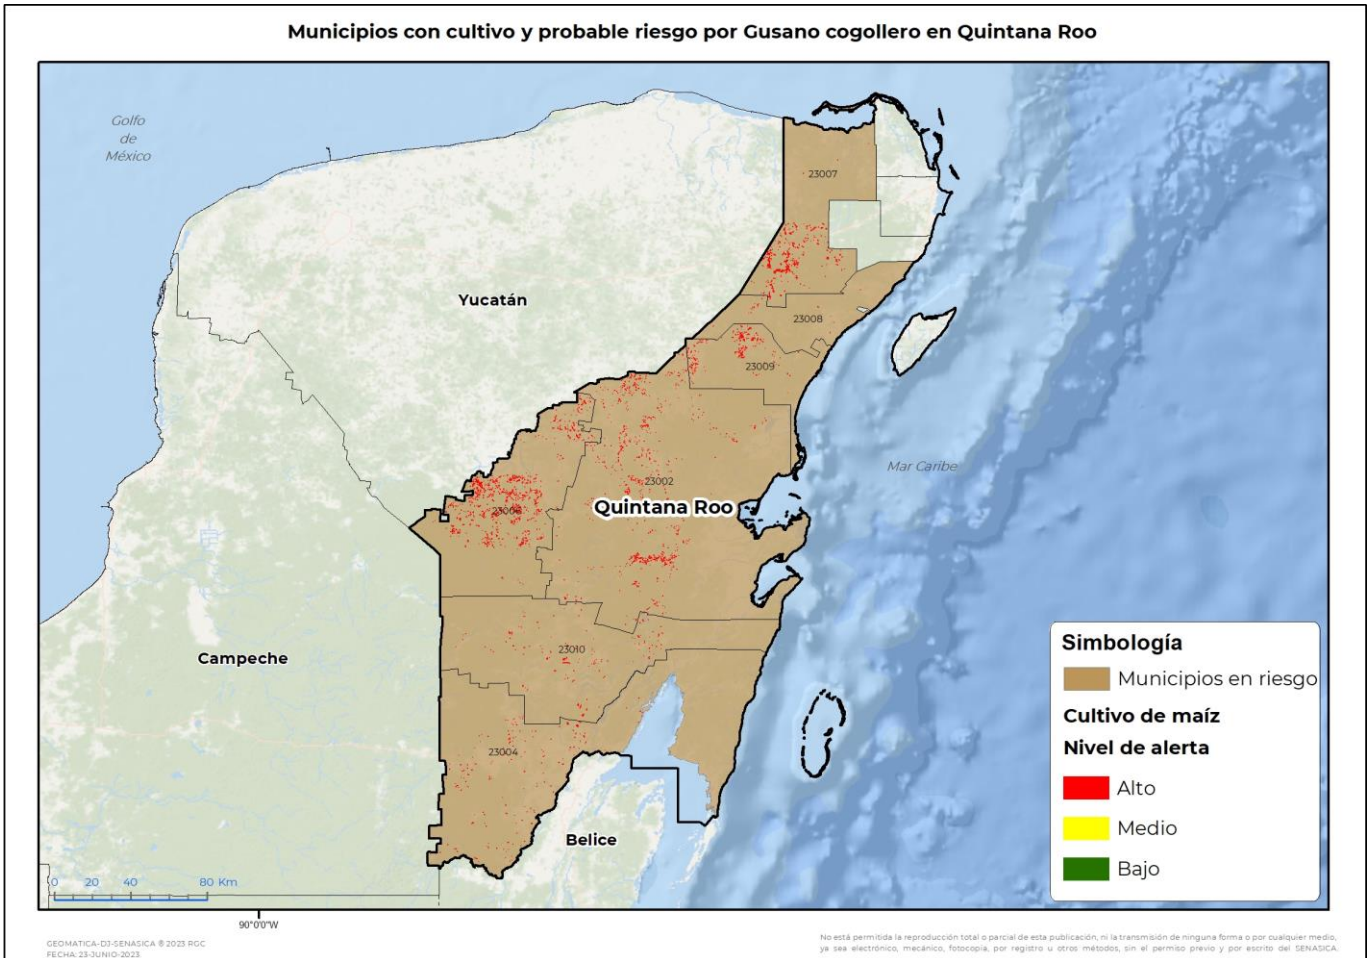 Municipios con cultivo y probable riesgo por Gusano cogollero en Quintana Roo
Golfo
de
México
23007
Yucatán
23008
23009
Mar Caribe
23002
Quintana Roo
23010
Campeche
23004
Belice
Simbología
Municipios en riesgo
Cultivo de maíz
Nivel de alerta
Alto
Medio
Bajo
0 20 40 80 Km
90°0'0"W
GEOMATICA-DJ-SENASICA ® 2023 RGC
FECHA: 23-JUNIO-2023
No está permitida la reproducción total o parcial de esta publicación, ni la transmisión de ninguna forma o por cualquier medio,
ya sea electrónico, mecánico, fotocopia, por registro u otros métodos, sin el permiso previo y por escrito del SENASICA.